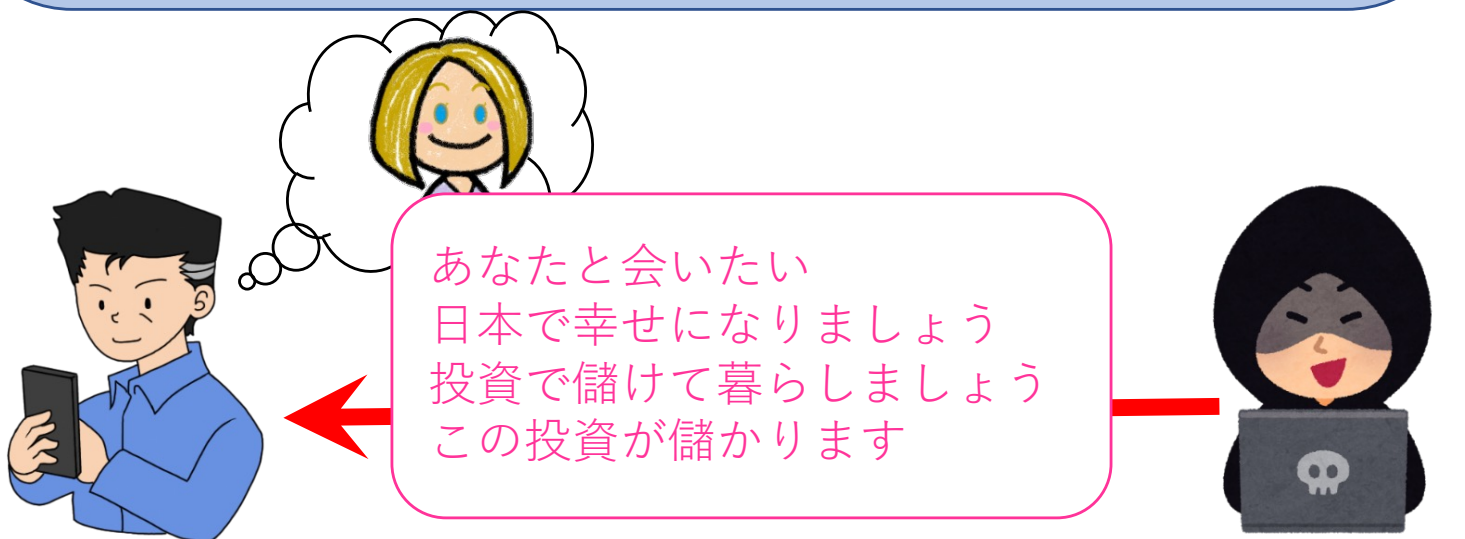 あなたと会いたい
日本で幸せになりましょう
投資で儲けて暮らしましょう
この投資が儲かります